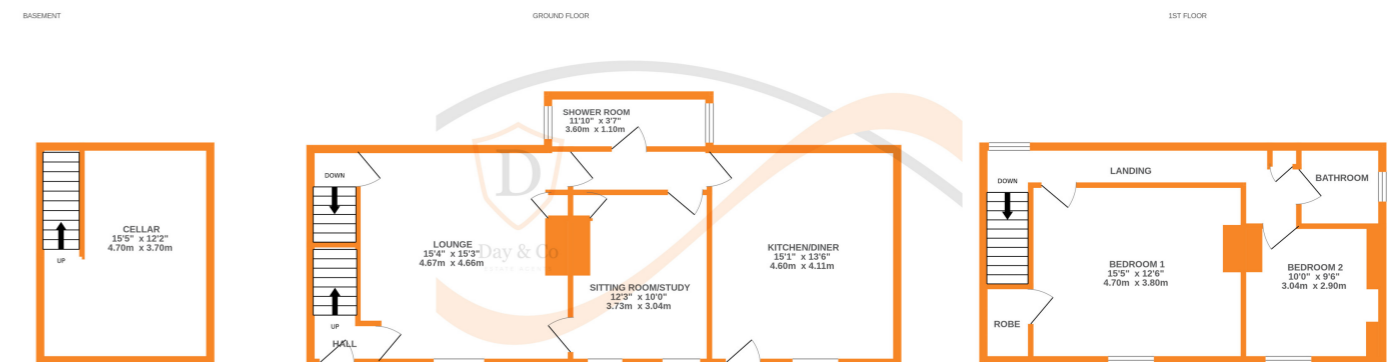 BASEMENT
GROUND FLOOR
1ST FLOOR
UP
CELLAR
15'5" x 12'2"
4.70m x 3.70m
SHOWER ROOM
11'10" x 3'7"
3.60m x 1.10m
DOWN
LOUNGE
15'4" x 15'3"
4.67m x 4.66m
UP
HALL
SITTING ROOM/STUDY
12'3" x 10'0"
3.73m x 3.04m
KITCHEN/DINER
15'1" x 13'6"
4.60m x 4.11m
D
Day & Co
ESTATE AGENTS
LANDING
DOWN
BATHROOM
BEDROOM 1
15'5" x 12'6"
4.70m x 3.80m
BEDROOM 2
10'0" x 9'6"
3.04m x 2.90m
ROBE